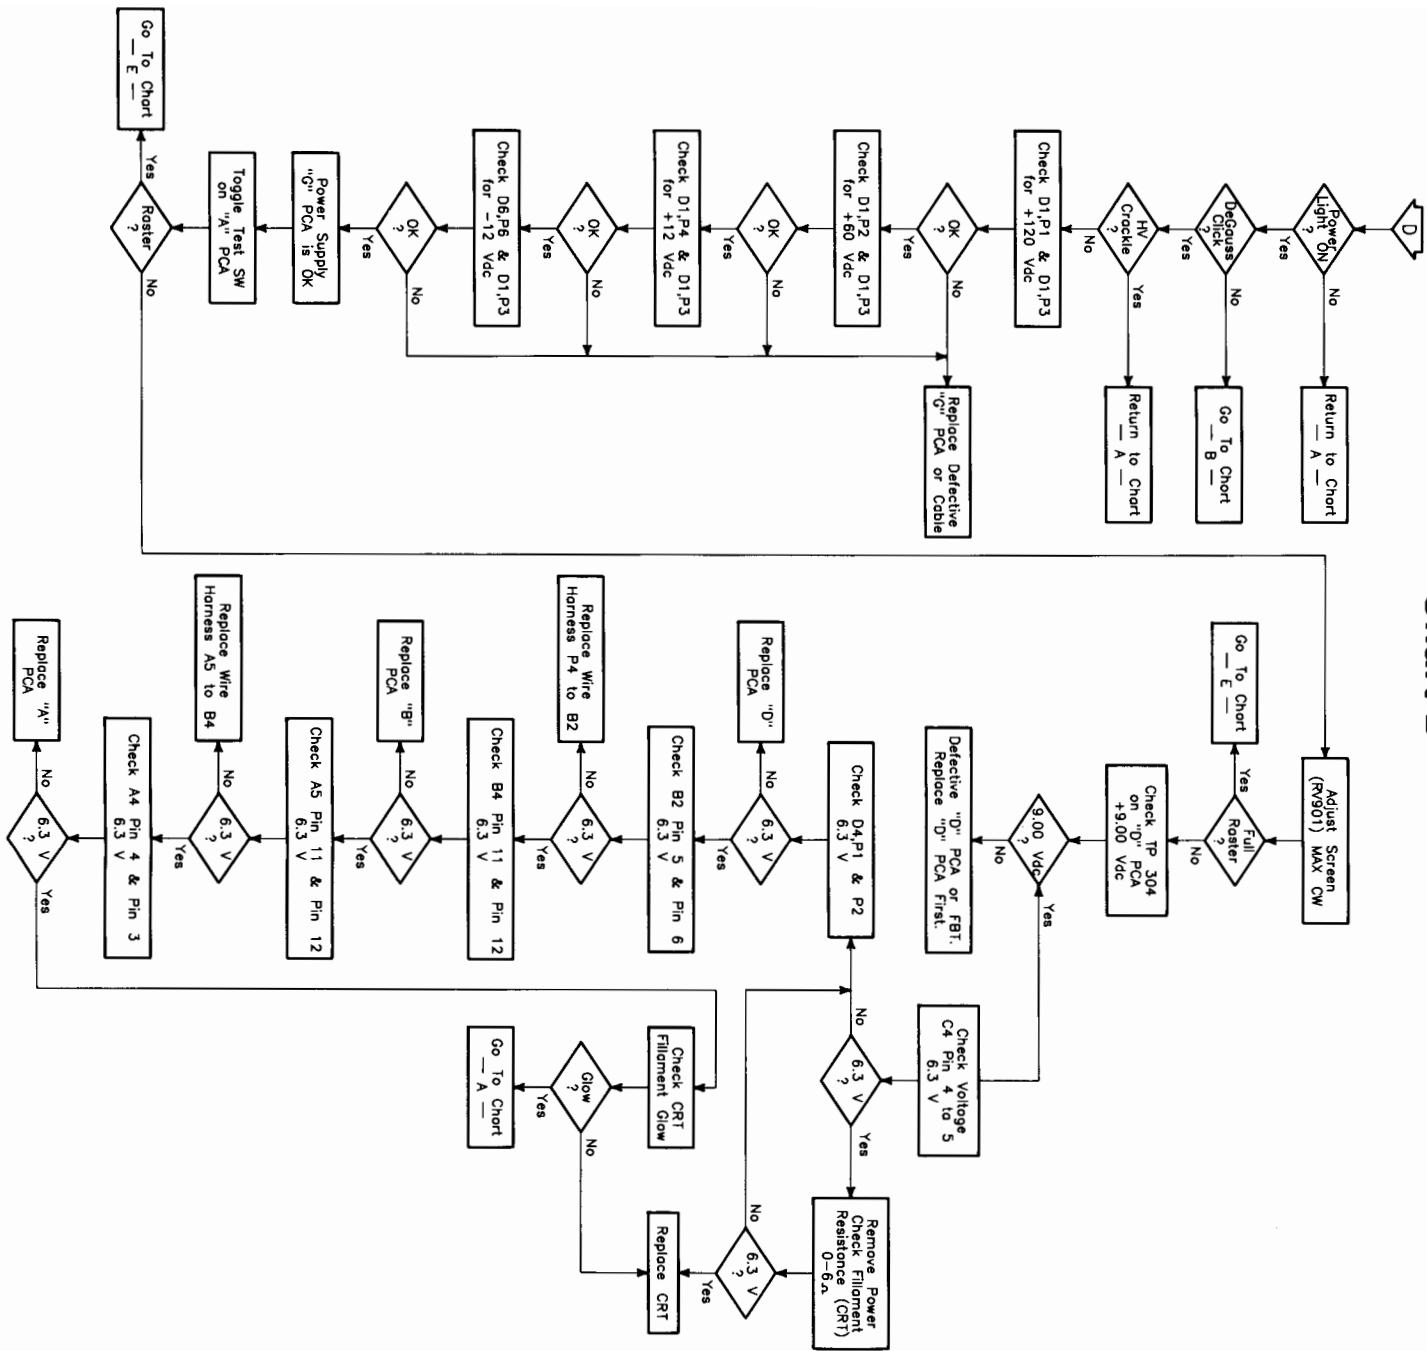 D
Power
Light ON
?
No
Return to Chart
— A —
Yes
DeGauss
Click
?
No
Go To Chart
— B —
Yes
HV
Crackle
?
Yes
Return to Chart
— A —
No
Check D1,P1 & D1,P3
for +120 Vdc
OK
?
No
Replace Defective
"G" PCA or Cable
Yes
Check D1,P2 & D1,P3
for +60 Vdc
OK
?
No
Yes
Check D1,P4 & D1,P3
for +12 Vdc
OK
?
No
Yes
Check D6,P6 & D1,P3
for −12 Vdc
OK
?
No
Yes
Power Supply
"G" PCA is OK
Toggle Test SW
on "A" PCA
Raster
?
Yes
Go To Chart
— E —
No
Adjust Screen
(RV901) MAX CW
Full
Raster
?
Yes
Go To Chart
— E —
No
Check TP 304
on "D" PCA
+9.00 Vdc
9.00 Vdc
?
Yes
No
Defective "D" PCA or FBT.
Replace "D" PCA First.
Check Voltage
C4 Pin 4 to 5
6.3 V
6.3 V
?
No
Yes
Remove Power
Check Fillament
Resistance (CRT)
0−6Ω
6.3 V
?
No
Yes
Replace CRT
Check D4,P1 & P2
6.3 V
6.3 V
?
No
Replace "D"
PCA
Yes
Check B2 Pin 5 & Pin 6
6.3 V
6.3 V
?
No
Replace Wire
Harness P4 to B2
Yes
Check B4 Pin 11 & Pin 12
6.3 V
6.3 V
?
No
Replace "B"
PCA
Yes
Check A5 Pin 11 & Pin 12
6.3 V
6.3 V
?
No
Replace Wire
Harness A5 to B4
Yes
Check A4 Pin 4 & Pin 3
6.3 V
6.3 V
?
No
Replace "A"
PCA
Yes
Check CRT
Fillament Glow
Glow
?
No
Yes
Go To Chart
— A —